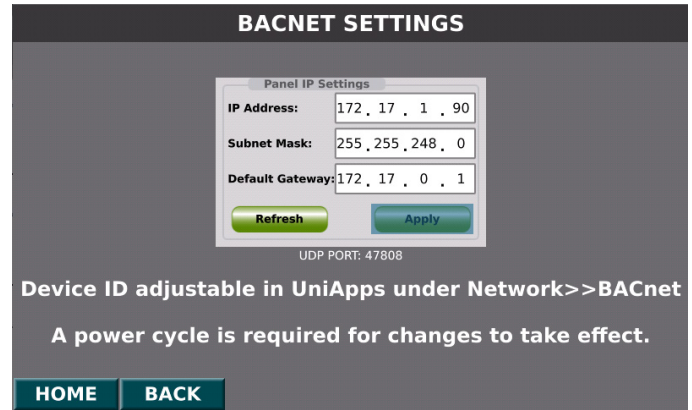 BACNET SETTINGS
Panel IP Settings
IP Address: 172 . 17 . 1 . 90
Subnet Mask: 255 . 255 . 248 . 0
Default Gateway: 172 . 17 . 0 . 1
Refresh Apply
UDP PORT: 47808
Device ID adjustable in UniApps under Network>>BACnet
A power cycle is required for changes to take effect.
HOME BACK